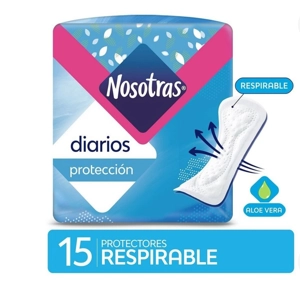 Nosotras®
RESPIRABLE
diarios
protección
ALOE VERA
15 PROTECTORES
RESPIRABLE